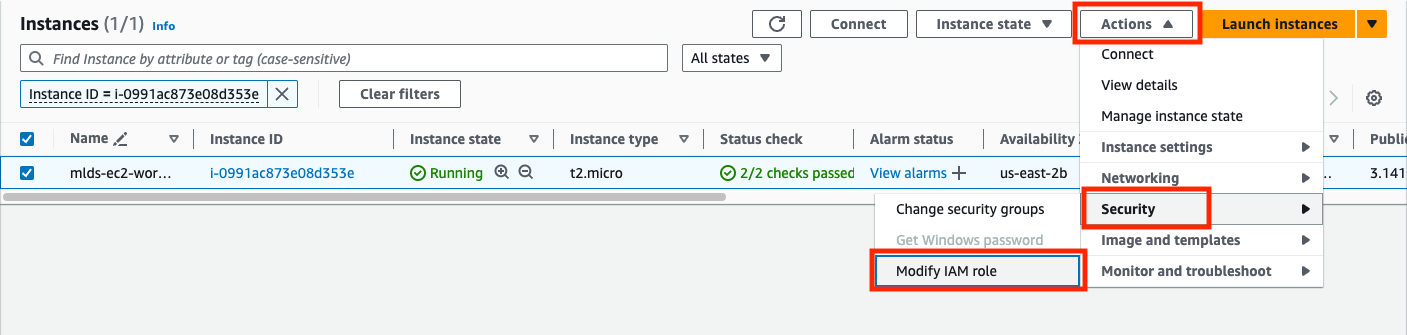 Instances (1/1) Info
Connect
Instance state
Actions
Launch instances
Find Instance by attribute or tag (case-sensitive)
All states
Instance ID = i-0991ac873e08d353e
Clear filters
Connect
View details
Manage instance state
Instance settings
Networking
Security
Image and templates
Monitor and troubleshoot
Name
Instance ID
Instance state
Instance type
Status check
Alarm status
Availability
Publi
mlds-ec2-wor…
i-0991ac873e08d353e
Running
t2.micro
2/2 checks passed
View alarms
us-east-2b
…
3.141
Change security groups
Get Windows password
Modify IAM role